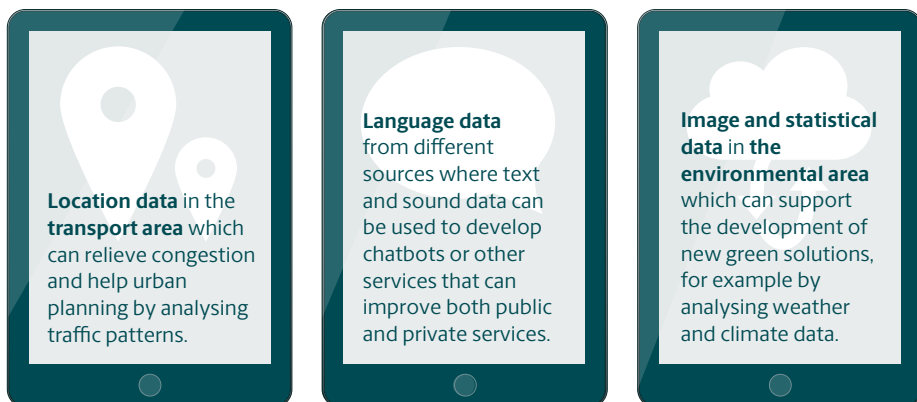 Location data in the
transport area which
can relieve congestion
and help urban
planning by analysing
traffic patterns.
Language data
from different
sources where text
and sound data can
be used to develop
chatbots or other
services that can
improve both public
and private services.
Image and statistical
data in the
environmental area
which can support
the development of
new green solutions,
for example by
analysing weather
and climate data.